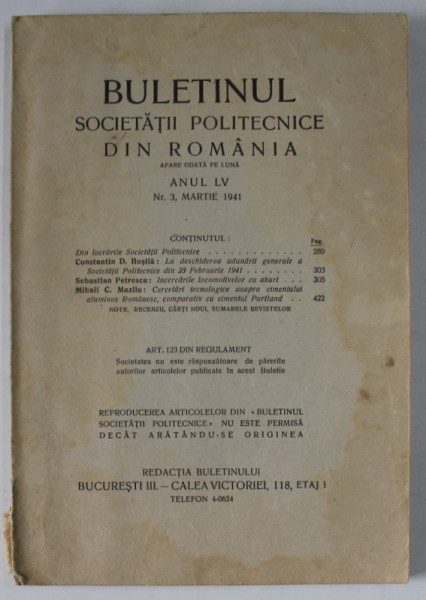 BULETINUL
SOCIETĂȚII POLITECNICE
DIN ROMÂNIA
APARE ODATĂ PE LUNĂ
ANUL LV
Nr. 3, MARTIE 1941
CONȚINUTUL :
Pag.
Din lucrările Societății Politecnice . . . . . . . . . . . . . 289
Constantin D. Bușilă: La deschiderea adunării generale a
Societății Politecnice din 23 Februarie 1941 . . . . . . . . 303
Sebastian Petrescu: Incercările locomotivelor cu aburi . . . 305
Mihail C. Mazilu: Cercetări tecnologice asupra cimentului
aluminos Românesc, comparativ cu cimentul Portland . . 422
NOTE, RECENZII, CĂRȚI NOUI, SUMARELE REVISTELOR
ART. 123 DIN REGULAMENT
Societatea nu este răspunzătoare de părerile
autorilor articolelor publicate în acest Buletin
REPRODUCEREA ARTICOLELOR DIN « BULETINUL
SOCIETĂȚII POLITECNICE» NU ESTE PERMISĂ
DECÂT ARĂTÂNDU-SE ORIGINEA
REDACȚIA BULETINULUI
BUCUREȘTI III. — CALEA VICTORIEI, 118, ETAJ I
TELEFON 4-0624